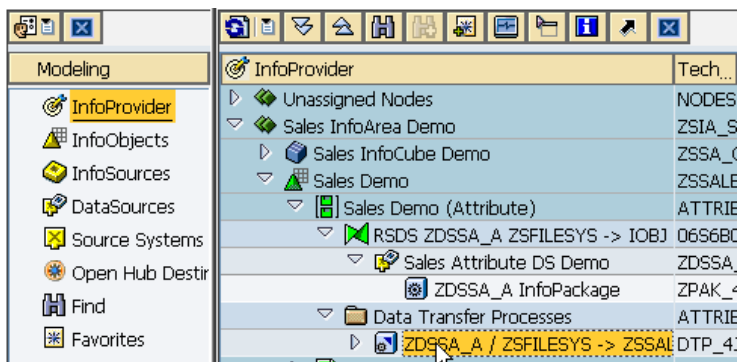 Modeling
InfoProvider
InfoObjects
InfoSources
DataSources
Source Systems
Open Hub Destir
Find
Favorites
InfoProvider Tech...
Unassigned Nodes NODES
Sales InfoArea Demo ZSIA_S
Sales InfoCube Demo ZSSA_
Sales Demo ZSSALE
Sales Demo (Attribute) ATTRIE
RSDS ZDSSA_A ZSFILESYS -> IOBJ 06S6B0
Sales Attribute DS Demo ZDSSA_
ZDSSA_A InfoPackage ZPAK_4
Data Transfer Processes ATTRIE
ZDSSA_A / ZSFILESYS -> ZSSAL DTP_4